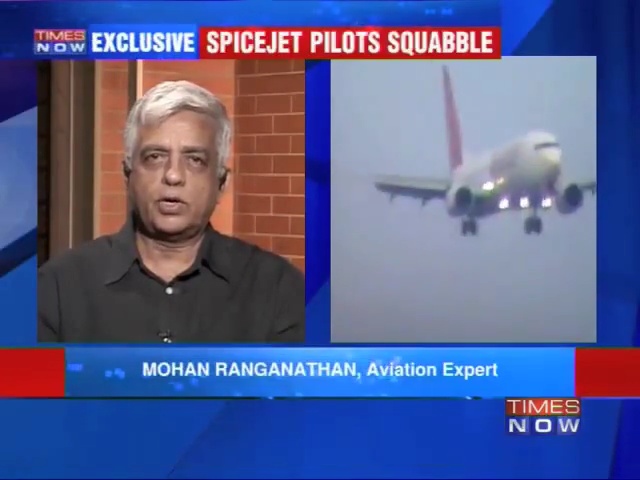 TIMES NOW EXCLUSIVE SPICEJET PILOTS SQUABBLE
MOHAN RANGANATHAN, Aviation Expert
TIMES
NOW